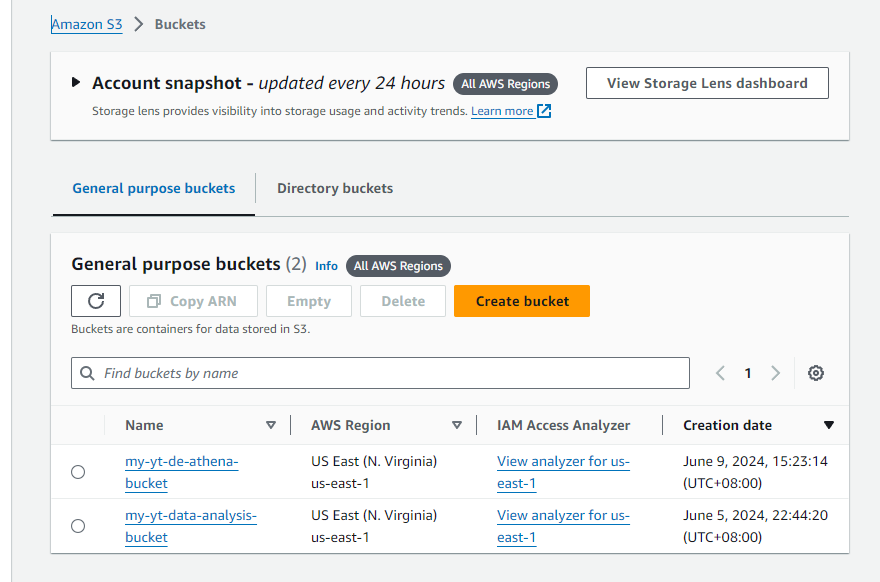 Amazon S3 > Buckets
Account snapshot - updated every 24 hours All AWS Regions View Storage Lens dashboard
Storage lens provides visibility into storage usage and activity trends. Learn more
General purpose buckets Directory buckets
General purpose buckets (2) Info All AWS Regions
Copy ARN Empty Delete Create bucket
Buckets are containers for data stored in S3.
Find buckets by name 1
Name AWS Region IAM Access Analyzer Creation date
my-yt-de-athena- US East (N. Virginia) View analyzer for us- June 9, 2024, 15:23:14
bucket us-east-1 east-1 (UTC+08:00)
my-yt-data-analysis- US East (N. Virginia) View analyzer for us- June 5, 2024, 22:44:20
bucket us-east-1 east-1 (UTC+08:00)